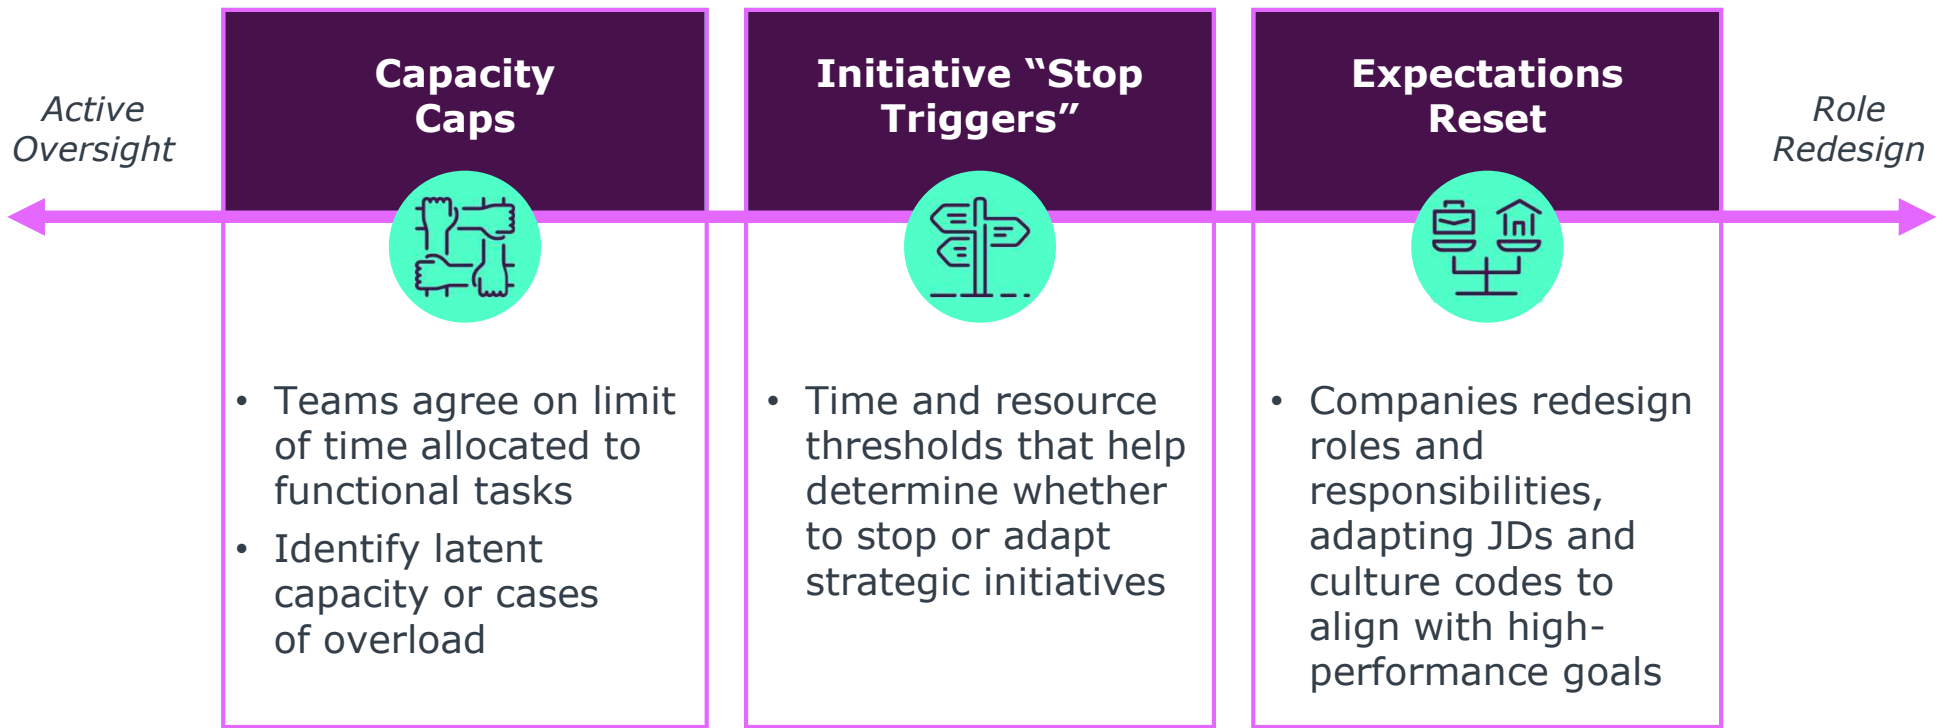 Active
Oversight
Capacity
Caps
• Teams agree on limit
of time allocated to
functional tasks
• Identify latent
capacity or cases
of overload
Initiative “Stop
Triggers”
• Time and resource
thresholds that help
determine whether
to stop or adapt
strategic initiatives
Expectations
Reset
• Companies redesign
roles and
responsibilities,
adapting JDs and
culture codes to
align with high-
performance goals
Role
Redesign